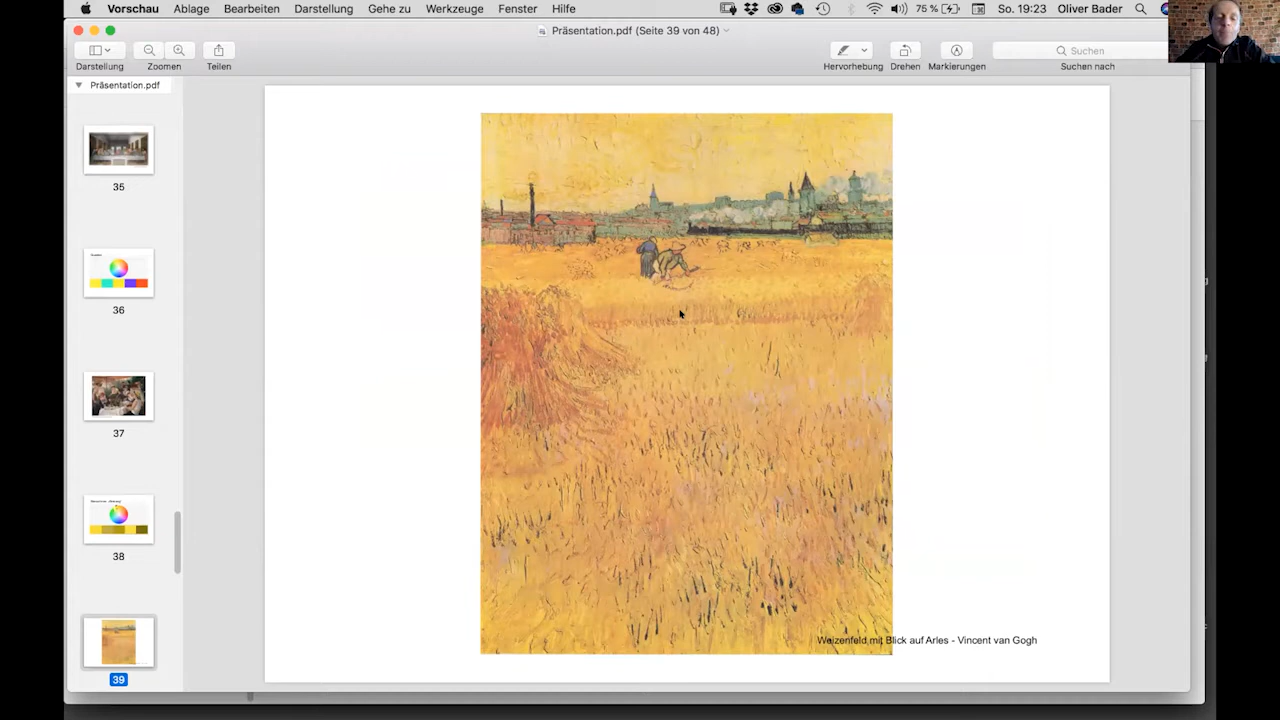 Vorschau Ablage Bearbeiten Darstellung Gehe zu Werkzeuge Fenster Hilfe 75 % So. 19:23 Oliver Bader
Präsentation.pdf (Seite 39 von 48)
Suchen
Darstellung Zoomen Teilen Hervorhebung Drehen Markierungen Suchen nach
Präsentation.pdf
35
36
37
38
39
Weizenfeld mit Blick auf Arles - Vincent van Gogh